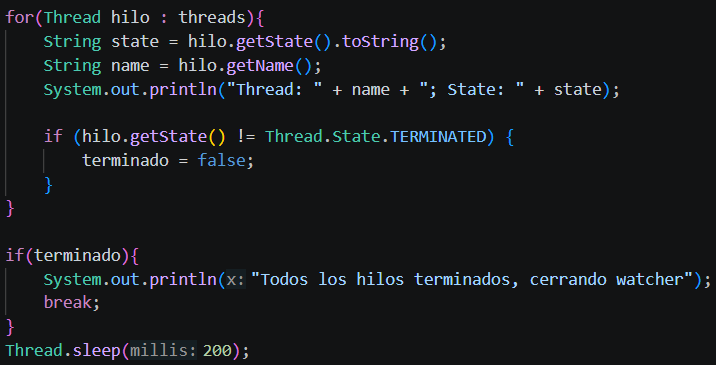 for(Thread hilo : threads){
    String state = hilo.getState().toString();
    String name = hilo.getName();
    System.out.println("Thread: " + name + "; State: " + state);

    if (hilo.getState() != Thread.State.TERMINATED) {
        terminado = false;
    }
}

if(terminado){
    System.out.println(x: "Todos los hilos terminados, cerrando watcher");
    break;
}
Thread.sleep(millis: 200);